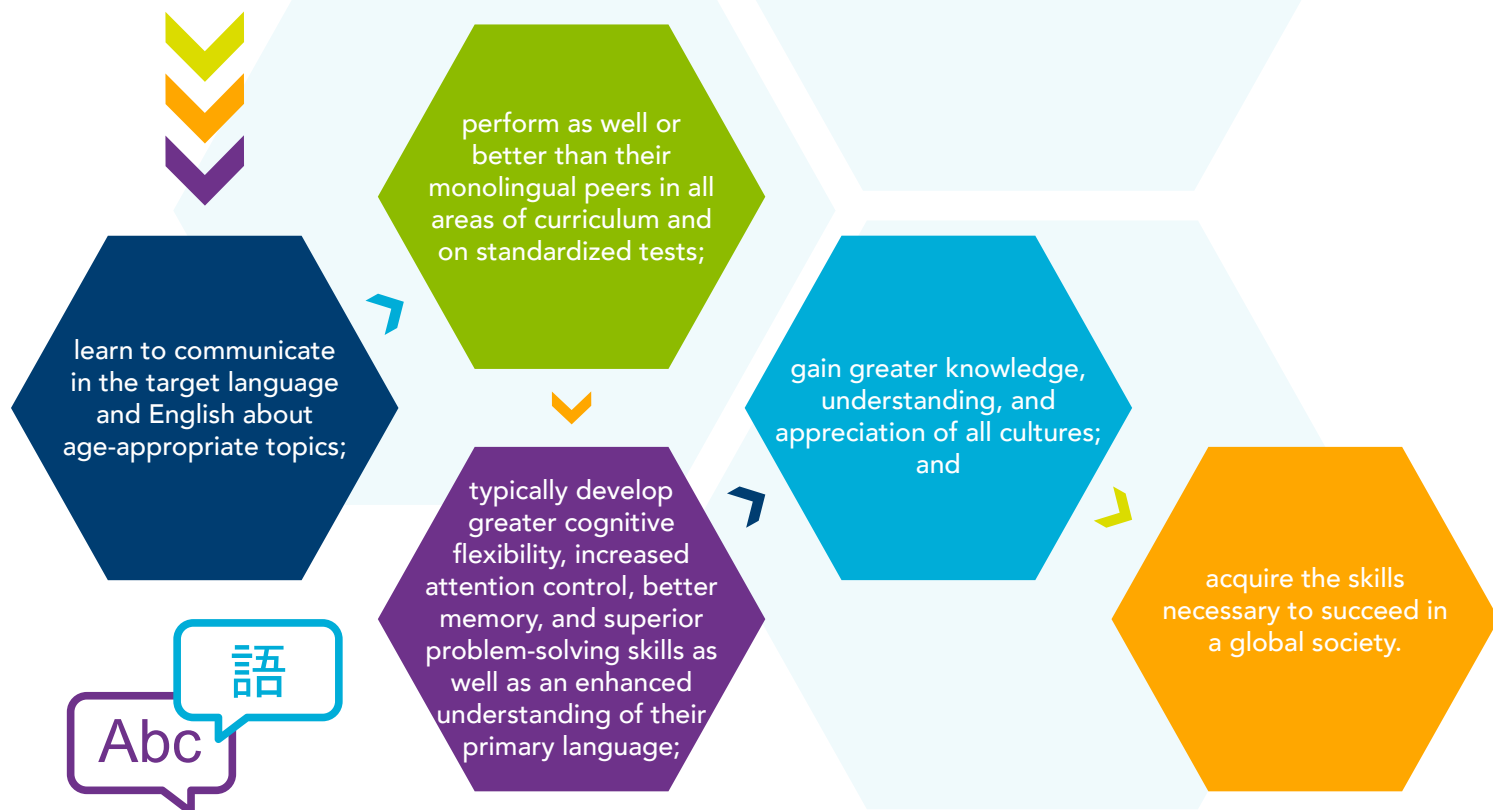 learn to communicate
in the target language
and English about
age-appropriate topics;
perform as well or
better than their
monolingual peers in all
areas of curriculum and
on standardized tests;
typically develop
greater cognitive
flexibility, increased
attention control, better
memory, and superior
problem-solving skills as
well as an enhanced
understanding of their
primary language;
gain greater knowledge,
understanding, and
appreciation of all cultures;
and
acquire the skills
necessary to succeed in
a global society.
語
Abc